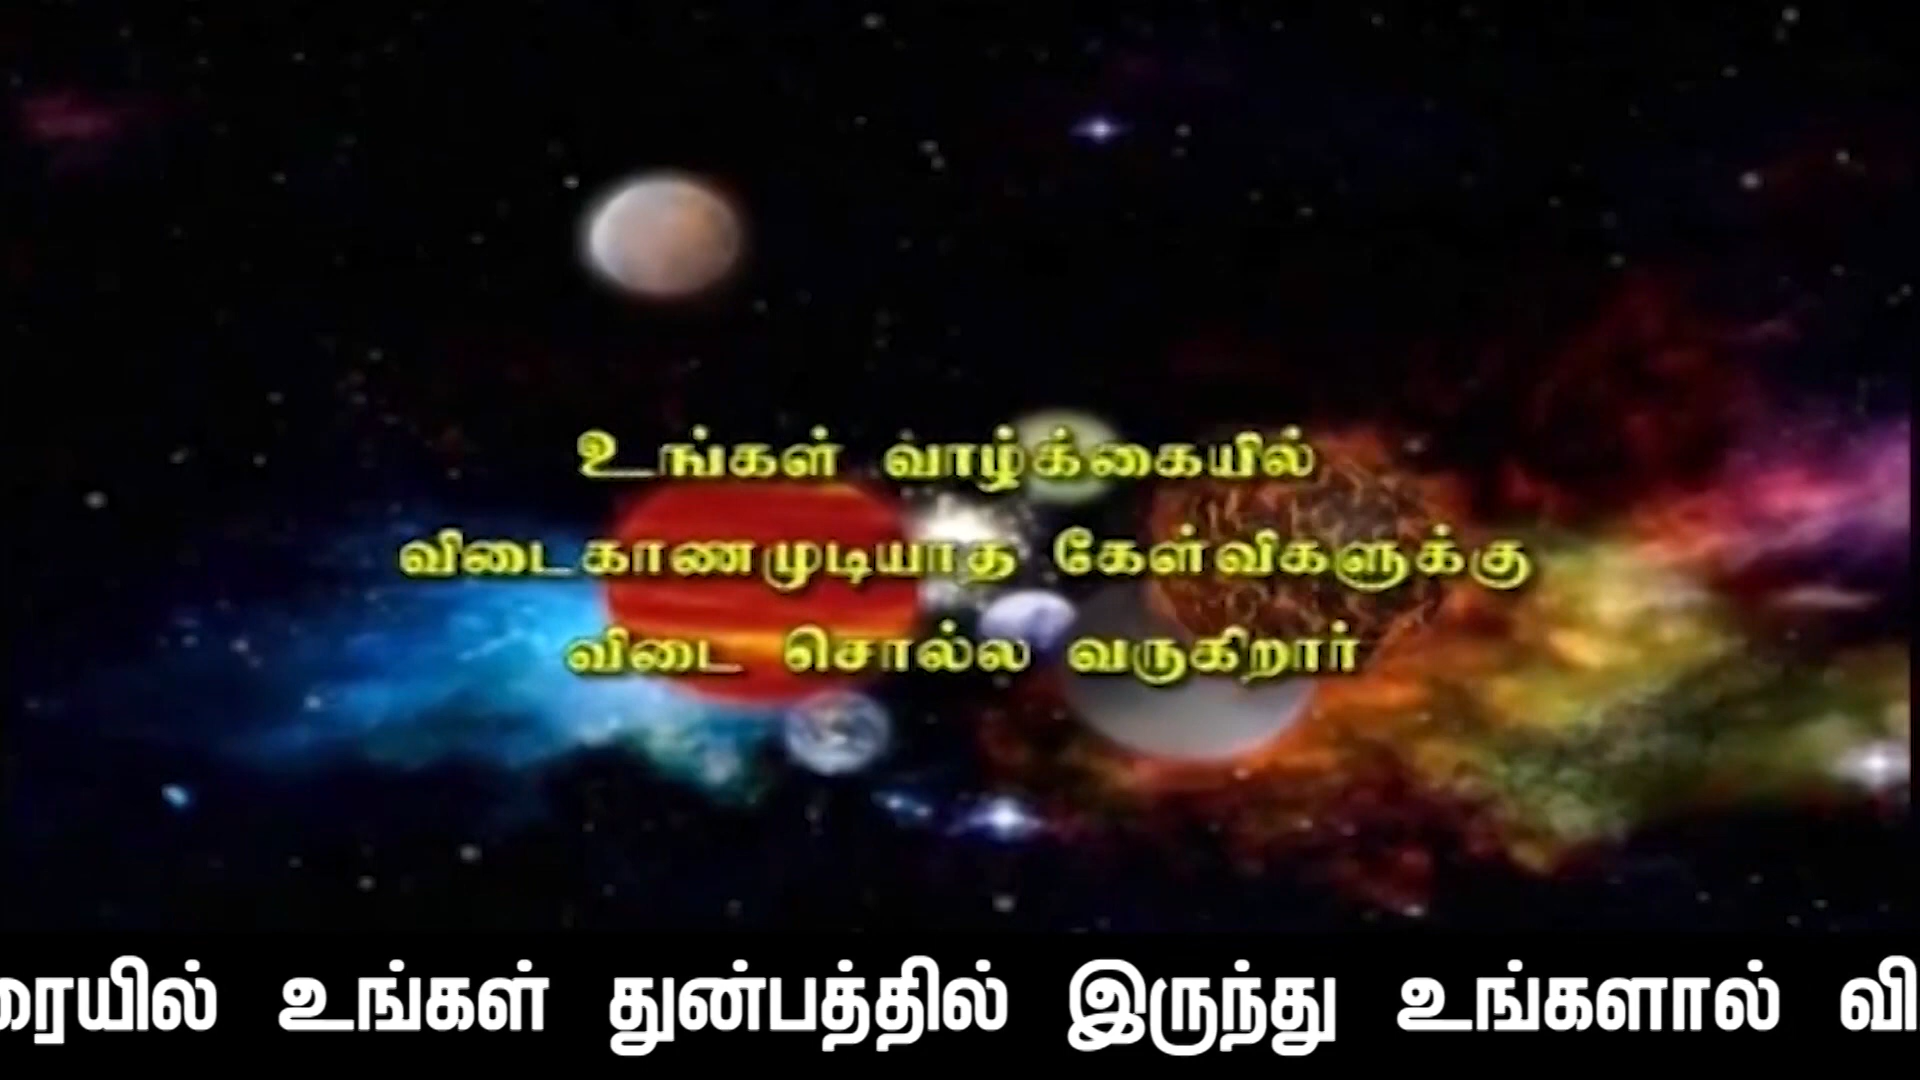 உங்கள் வாழ்க்கையில்
விடைகாணமுடியாத கேள்விகளுக்கு
விடை சொல்ல வருகிறார்
ரையில் உங்கள் துன்பத்தில் இருந்து உங்களால் வி